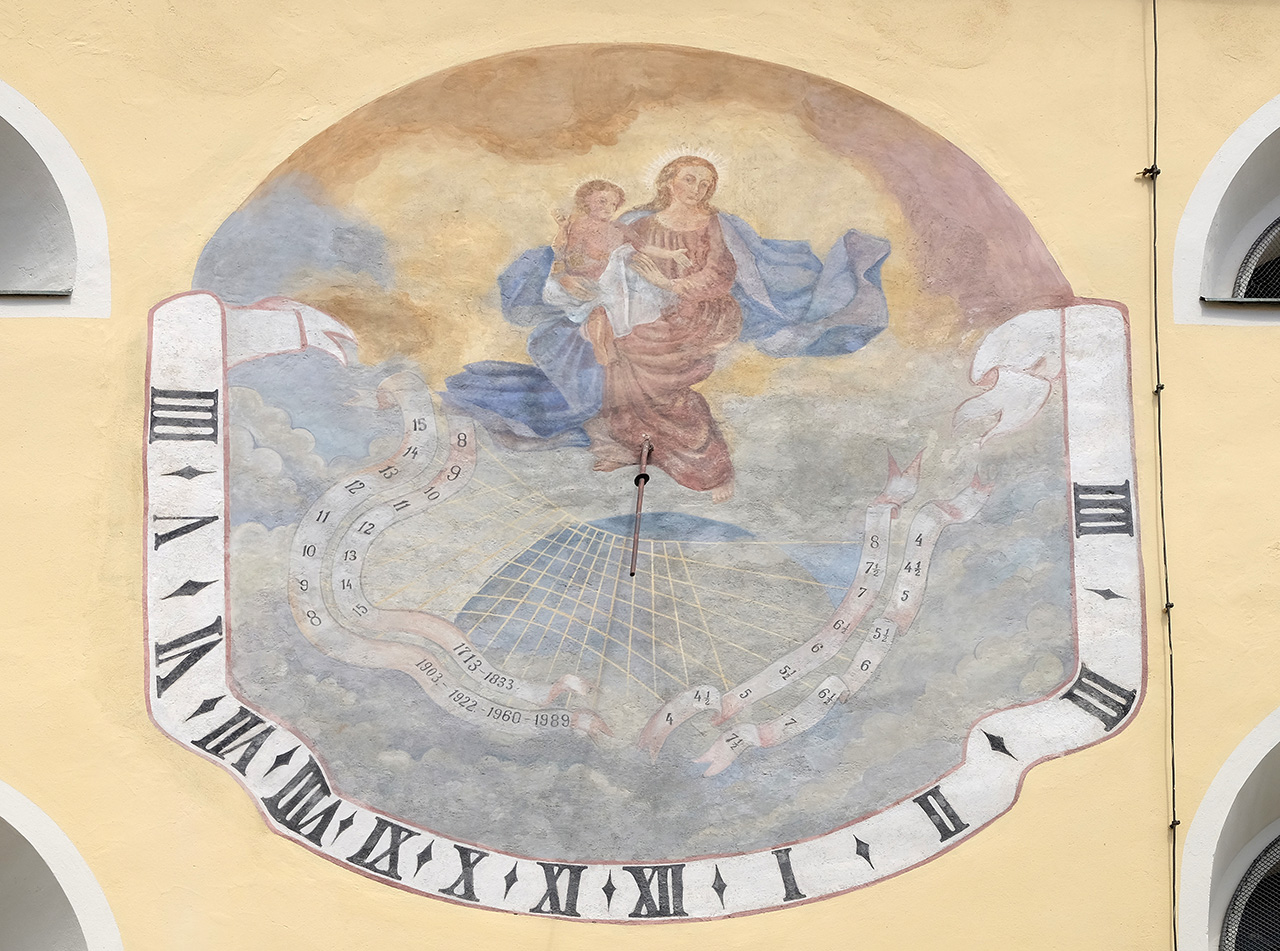 15 14 13 12 11 10 9 8
8 9 10 11 12 13 14 15
1713-1833.
1903.-1922.-1960-1989.
8 7½ 7 6½ 6 5½ 5 4½ 4
4 4½ 5 5½ 6 6½ 7 7½
IIII V VI VII VIII IX X XI XII I II III IIII